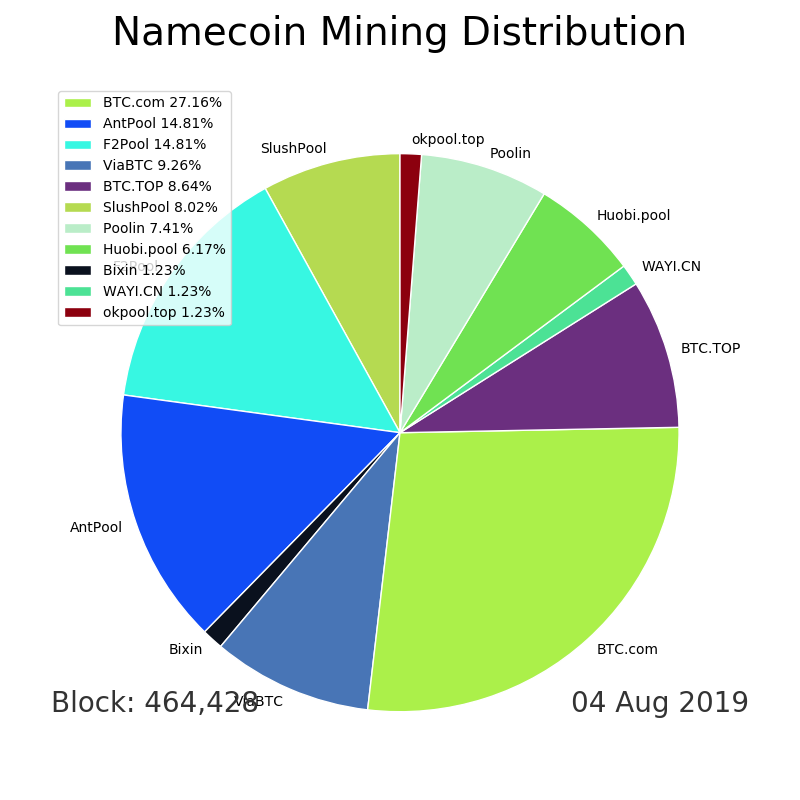 Namecoin Mining Distribution
BTC.com 27.16%
AntPool 14.81%
F2Pool 14.81%
ViaBTC 9.26%
BTC.TOP 8.64%
SlushPool 8.02%
Poolin 7.41%
Huobi.pool 6.17%
Bixin 1.23%
WAYI.CN 1.23%
okpool.top 1.23%
okpool.top
SlushPool
Poolin
Huobi.pool
WAYI.CN
F2Pool
BTC.TOP
AntPool
Bixin
BTC.com
ViaBTC
Block: 464,428
04 Aug 2019